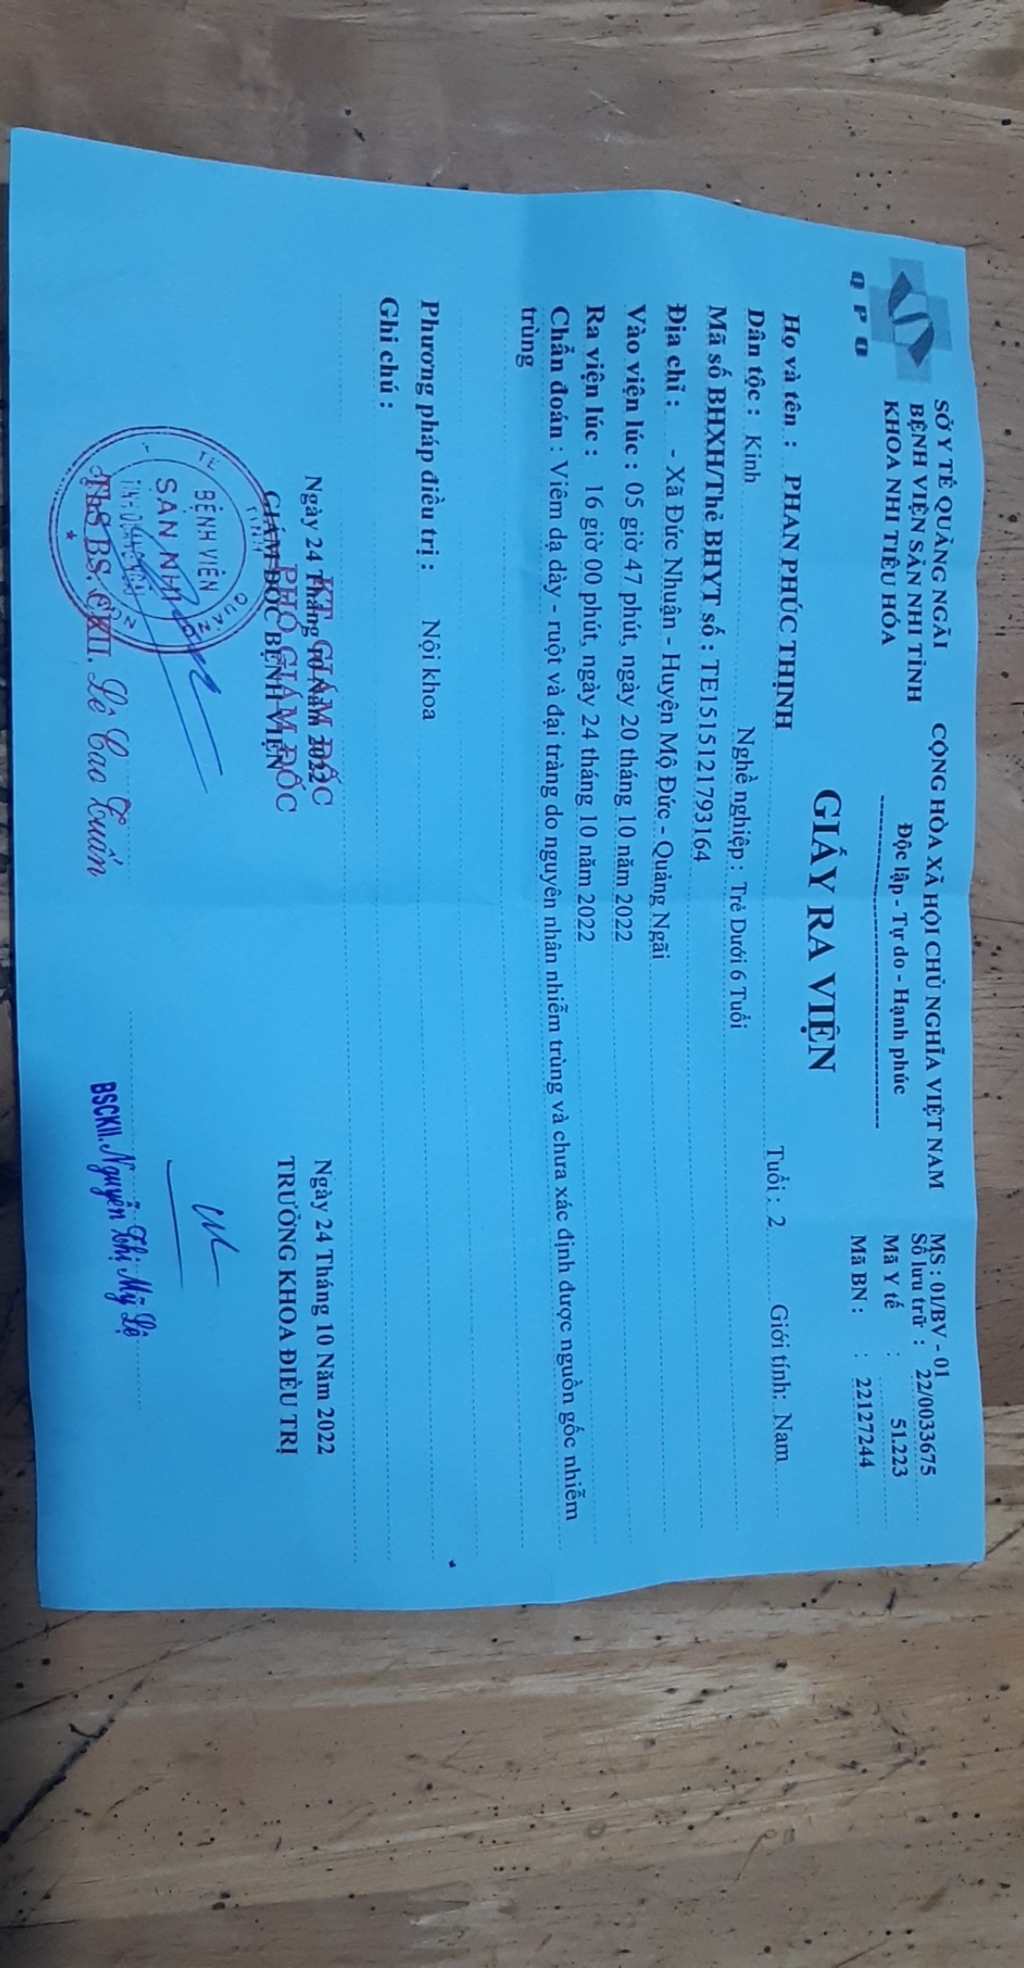 SỞ Y TẾ QUẢNG NGÃI
BỆNH VIỆN SẢN NHI TỈNH
KHOA NHI TIÊU HÓA
QPO
CỘNG HÒA XÃ HỘI CHỦ NGHĨA VIỆT NAM
Độc lập - Tự do - Hạnh phúc
MS : 01/BV - 01
Số lưu trữ : 22/0033675
Mã Y tế : 51.223
Mã BN : : 22127244
GIẤY RA VIỆN
Họ và tên : PHAN PHÚC THỊNH Tuổi : 2 Giới tính: Nam
Dân tộc : Kinh Nghề nghiệp : Trẻ Dưới 6 Tuổi
Mã số BHXH/Thẻ BHYT số : TE1515121793164
Địa chỉ : - Xã Đức Nhuận - Huyện Mộ Đức - Quảng Ngãi
Vào viện lúc : 05 giờ 47 phút, ngày 20 tháng 10 năm 2022
Ra viện lúc : 16 giờ 00 phút, ngày 24 tháng 10 năm 2022
Chẩn đoán : Viêm dạ dày - ruột và đại tràng do nguyên nhân nhiễm trùng và chưa xác định được nguồn gốc nhiễm
trùng
Phương pháp điều trị : Nội khoa
Ghi chú :
Ngày 24 Tháng 10 Năm 2022
KT. GIÁM ĐỐC
GIÁM ĐỐC BỆNH VIỆN
PHÓ GIÁM ĐỐC
BỆNH VIỆN
SẢN NHI
ThS.BS.CKII. Lê Cao Tuấn
Ngày 24 Tháng 10 Năm 2022
TRƯỞNG KHOA ĐIỀU TRỊ
BSCKII. Nguyễn Thị Mỹ Lệ